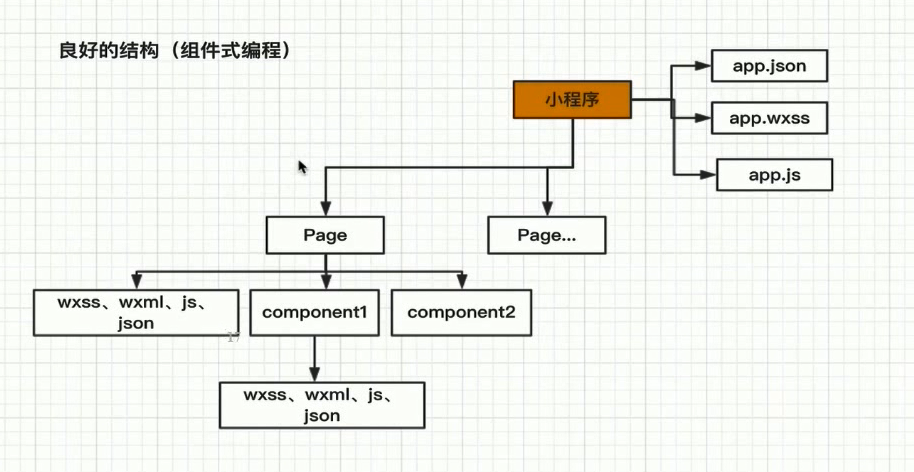 良好的结构（组件式编程）
小程序
app.json
app.wxss
app.js
Page
Page...
wxss、wxml、js、
json
component1
component2
wxss、wxml、js、
json